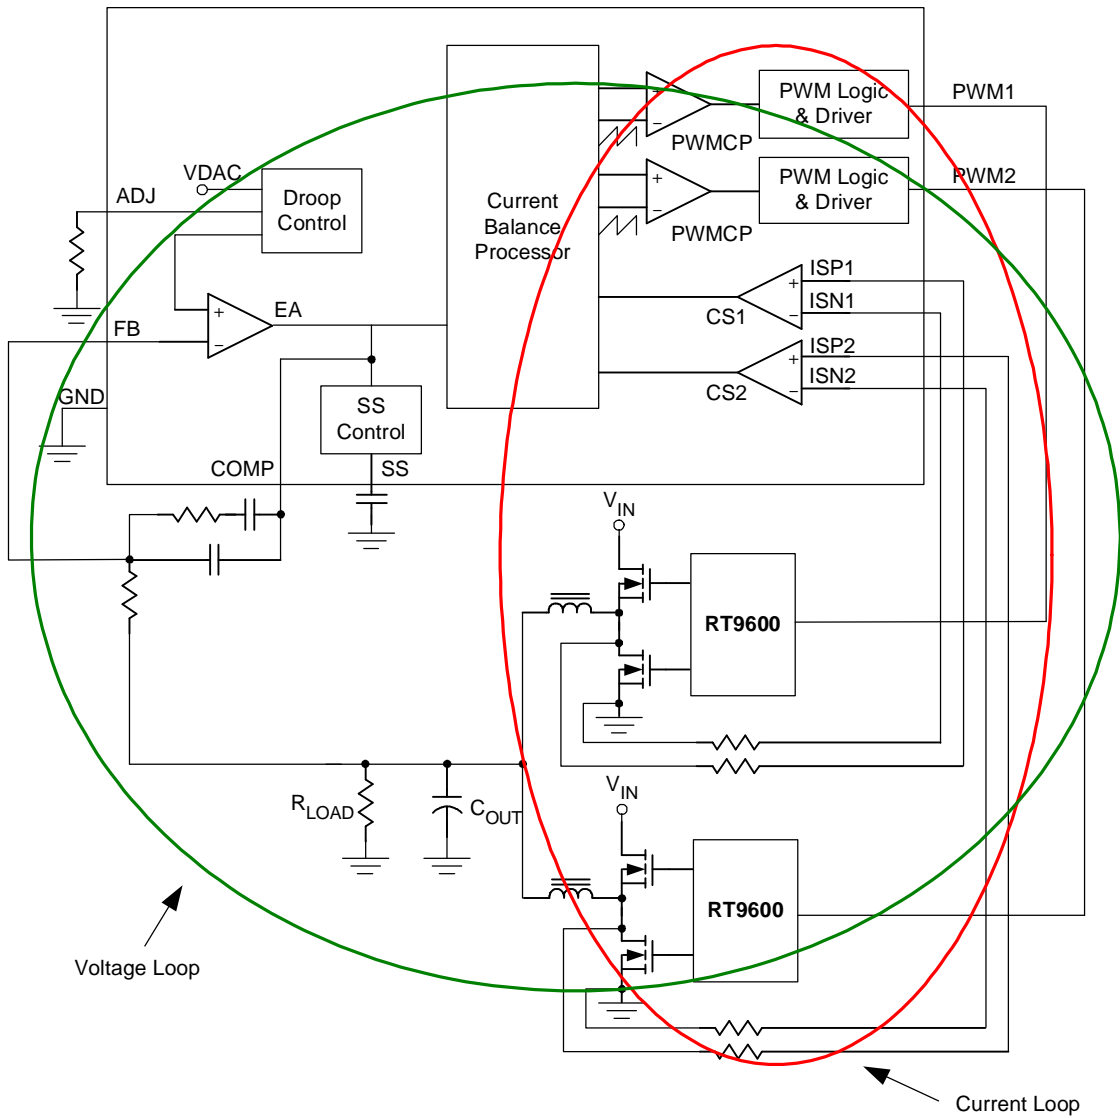 PWM Logic
& Driver
PWM1
+
−
PWMCP
VDAC
ADJ
Droop
Control
Current
Balance
Processor
+
−
PWMCP
PWM Logic
& Driver
PWM2
FB
+
−
EA
CS1
+
−
ISP1
ISN1
CS2
+
−
ISP2
ISN2
GND
SS
Control
COMP
SS
VIN
RT9600
RLOAD
COUT
VIN
RT9600
Voltage Loop
Current Loop